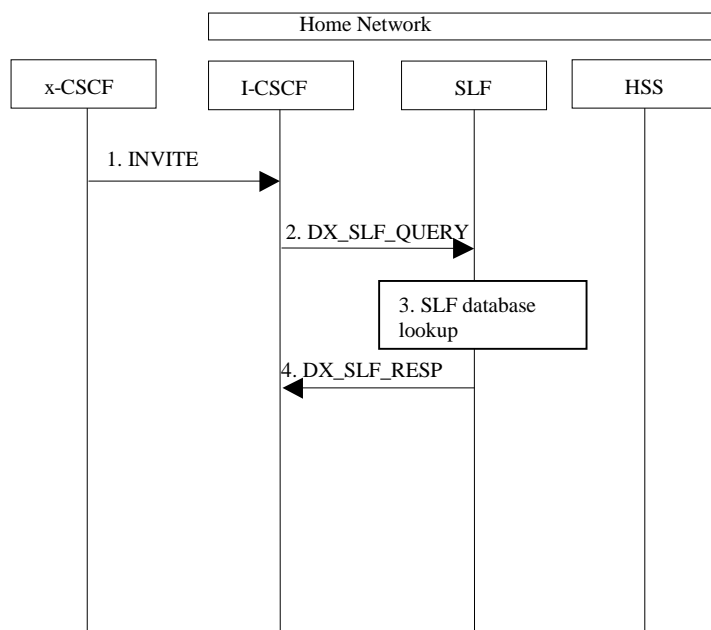 Home Network
x-CSCF
I-CSCF
SLF
HSS
1. INVITE
2. DX_SLF_QUERY
3. SLF database
lookup
4. DX_SLF_RESP